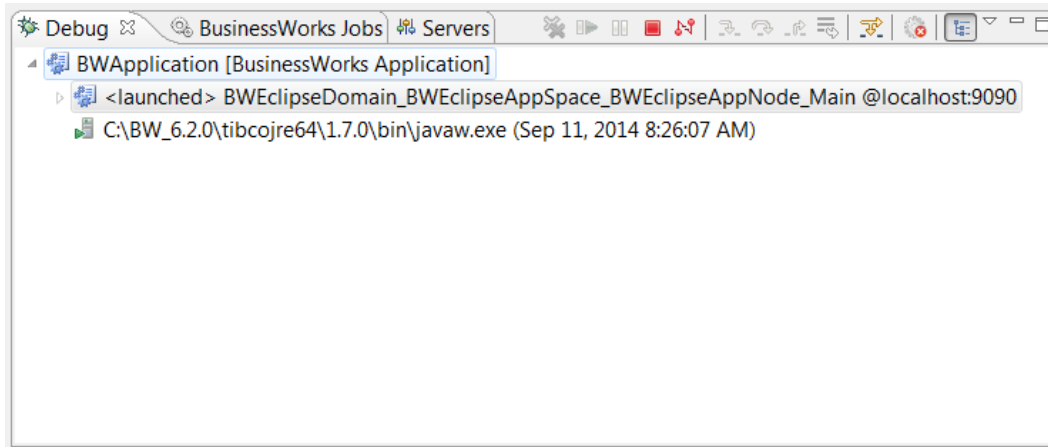 Debug BusinessWorks Jobs Servers
BWApplication [BusinessWorks Application]
<launched> BWEclipseDomain_BWEclipseAppSpace_BWEclipseAppNode_Main @localhost:9090
C:\BW_6.2.0\tibcojre64\1.7.0\bin\javaw.exe (Sep 11, 2014 8:26:07 AM)